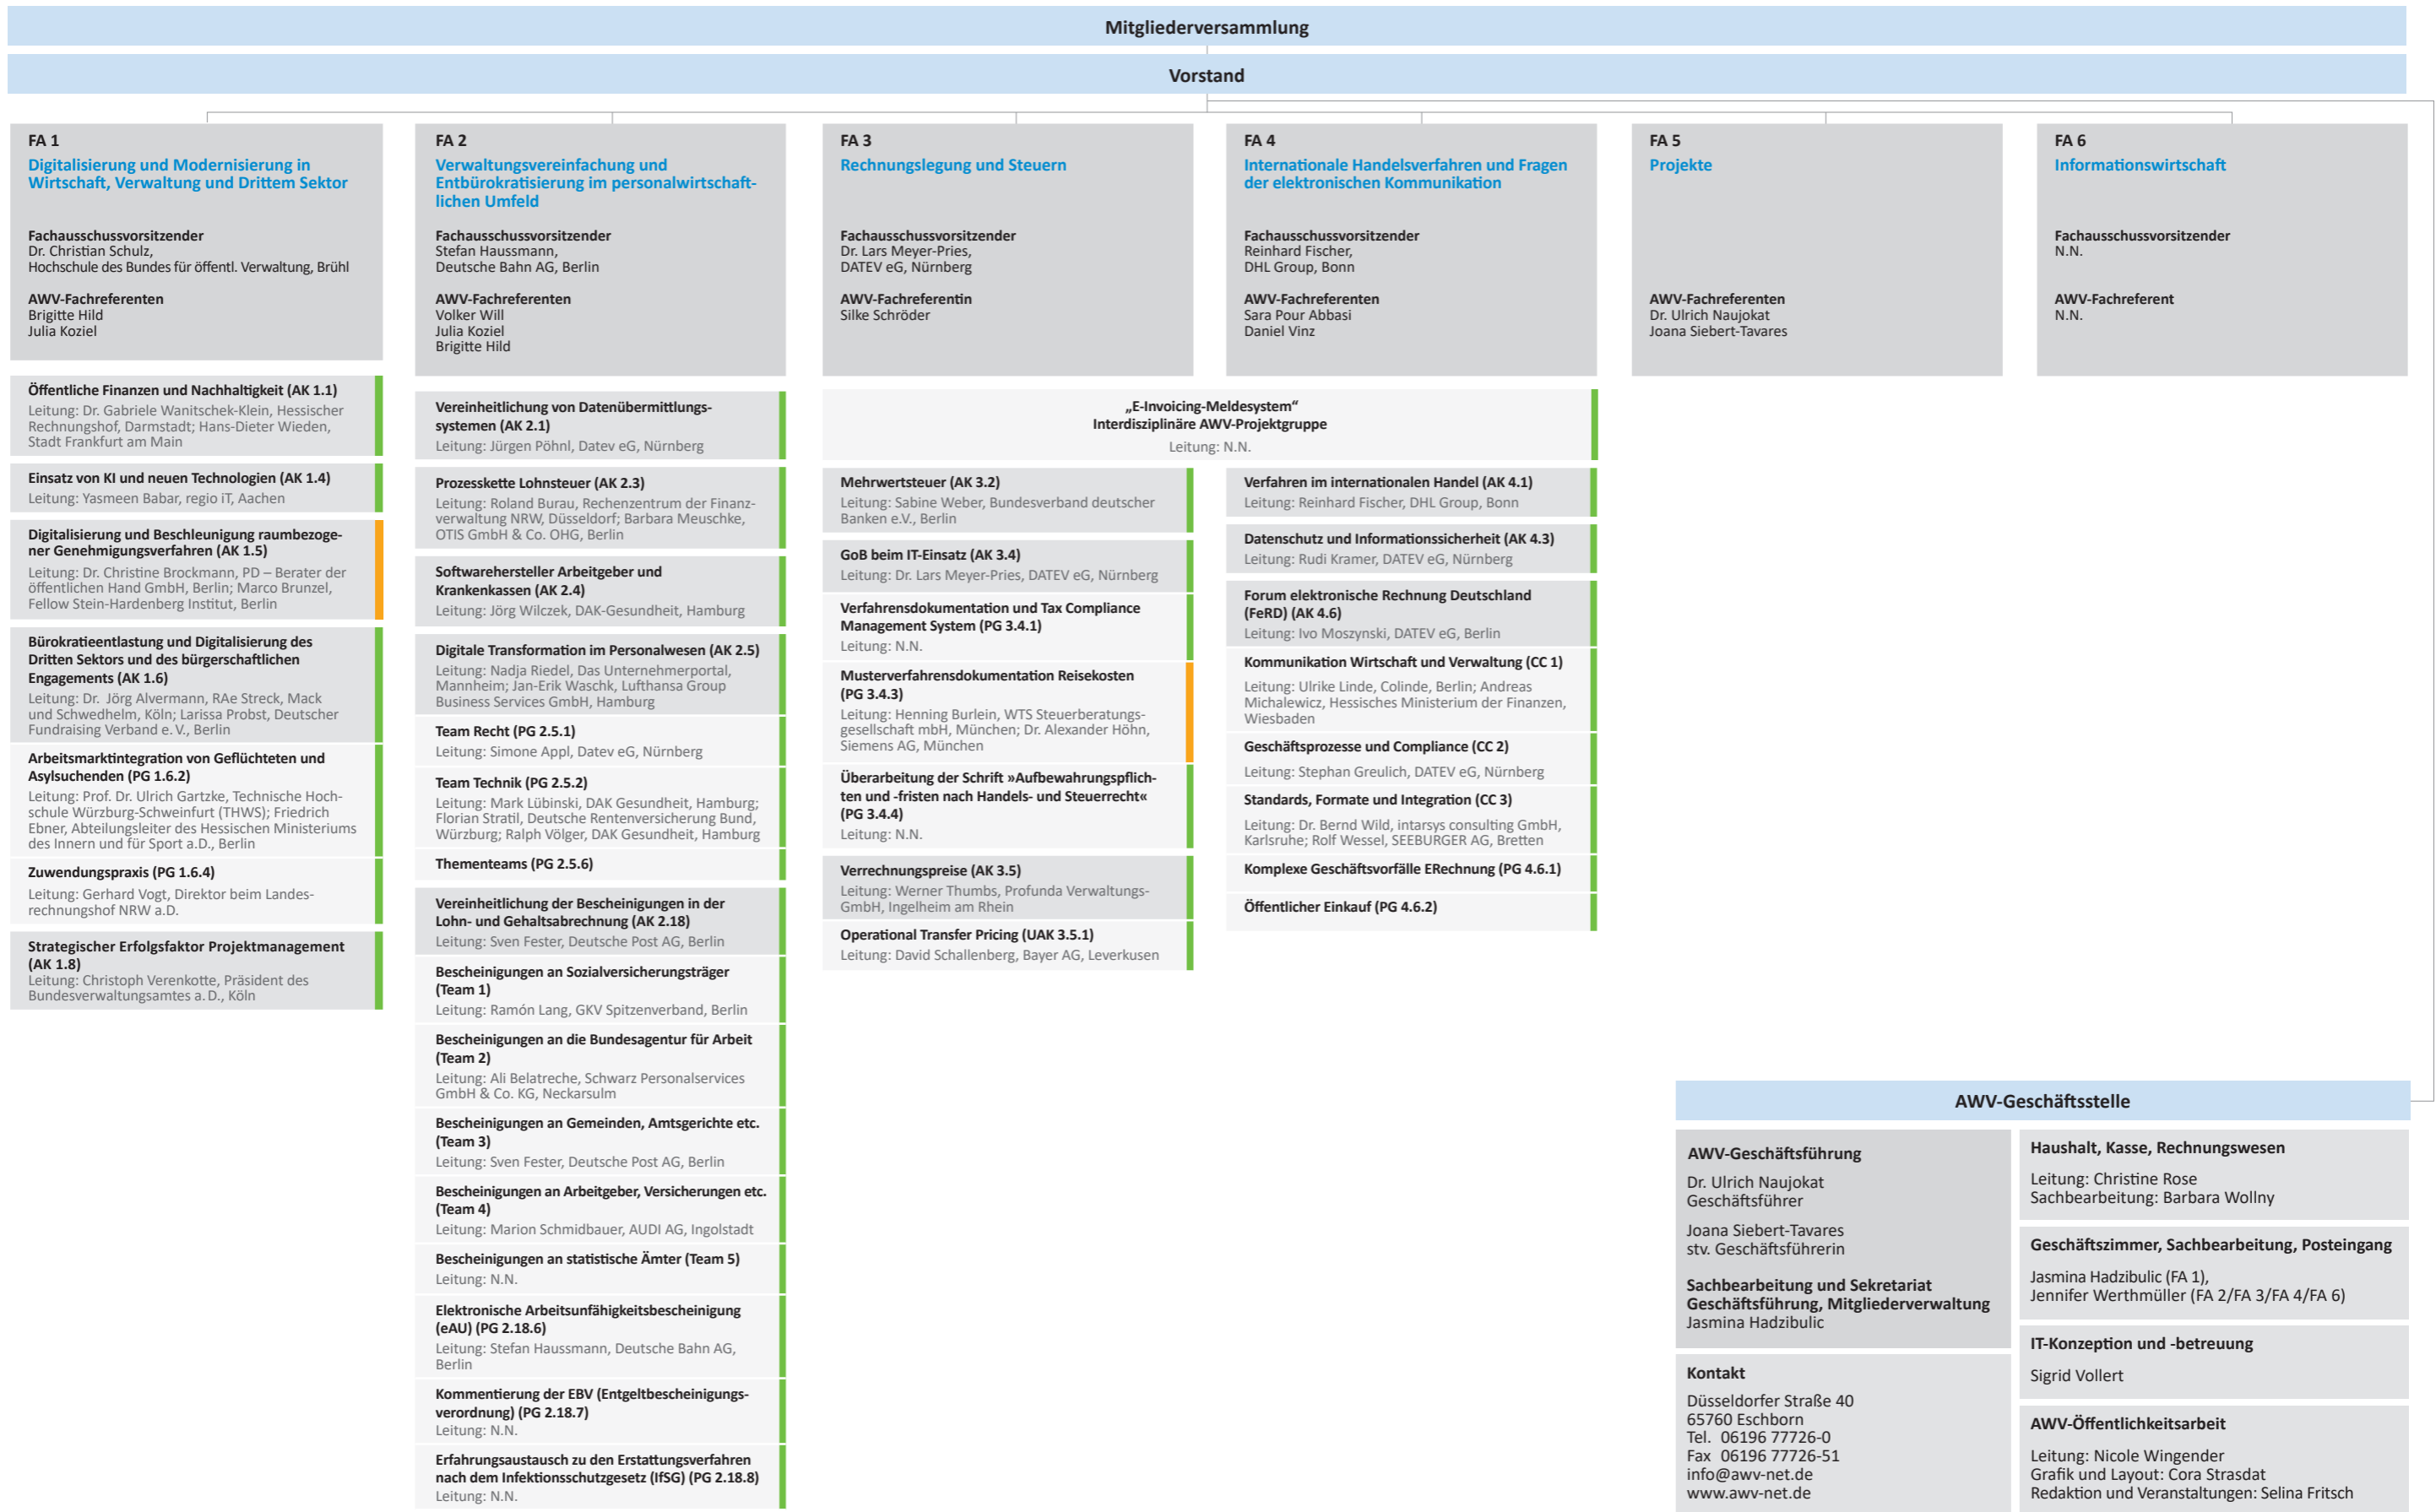 Mitgliederversammlung
Vorstand
FA 1
Digitalisierung und Modernisierung in
Wirtschaft, Verwaltung und Drittem Sektor
Fachausschussvorsitzender
Dr. Christian Schulz,
Hochschule des Bundes für öffentl. Verwaltung, Brühl
AWV-Fachreferenten
Brigitte Hild
Julia Koziel
Öffentliche Finanzen und Nachhaltigkeit (AK 1.1)
Leitung: Dr. Gabriele Wanitschek-Klein, Hessischer
Rechnungshof, Darmstadt; Hans-Dieter Wieden,
Stadt Frankfurt am Main
Einsatz von KI und neuen Technologien (AK 1.4)
Leitung: Yasmeen Babar, regio iT, Aachen
Digitalisierung und Beschleunigung raumbezoge-
ner Genehmigungsverfahren (AK 1.5)
Leitung: Dr. Christine Brockmann, PD – Berater der
öffentlichen Hand GmbH, Berlin; Marco Brunzel,
Fellow Stein-Hardenberg Institut, Berlin
Bürokratieentlastung und Digitalisierung des
Dritten Sektors und des bürgerschaftlichen
Engagements (AK 1.6)
Leitung: Dr. Jörg Alvermann, RAe Streck, Mack
und Schwedhelm, Köln; Larissa Probst, Deutscher
Fundraising Verband e. V., Berlin
Arbeitsmarktintegration von Geflüchteten und
Asylsuchenden (PG 1.6.2)
Leitung: Prof. Dr. Ulrich Gartzke, Technische Hoch-
schule Würzburg-Schweinfurt (THWS); Friedrich
Ebner, Abteilungsleiter des Hessischen Ministeriums
des Innern und für Sport a.D., Berlin
Zuwendungspraxis (PG 1.6.4)
Leitung: Gerhard Vogt, Direktor beim Landes-
rechnungshof NRW a.D.
Strategischer Erfolgsfaktor Projektmanagement
(AK 1.8)
Leitung: Christoph Verenkotte, Präsident des
Bundesverwaltungsamtes a. D., Köln
FA 2
Verwaltungsvereinfachung und
Entbürokratisierung im personalwirtschaft-
lichen Umfeld
Fachausschussvorsitzender
Stefan Haussmann,
Deutsche Bahn AG, Berlin
AWV-Fachreferenten
Volker Will
Julia Koziel
Brigitte Hild
Vereinheitlichung von Datenübermittlungs-
systemen (AK 2.1)
Leitung: Jürgen Pöhnl, Datev eG, Nürnberg
Prozesskette Lohnsteuer (AK 2.3)
Leitung: Roland Burau, Rechenzentrum der Finanz-
verwaltung NRW, Düsseldorf; Barbara Meuschke,
OTIS GmbH & Co. OHG, Berlin
Softwarehersteller Arbeitgeber und
Krankenkassen (AK 2.4)
Leitung: Jörg Wilczek, DAK-Gesundheit, Hamburg
Digitale Transformation im Personalwesen (AK 2.5)
Leitung: Nadja Riedel, Das Unternehmerportal,
Mannheim; Jan-Erik Waschk, Lufthansa Group
Business Services GmbH, Hamburg
Team Recht (PG 2.5.1)
Leitung: Simone Appl, Datev eG, Nürnberg
Team Technik (PG 2.5.2)
Leitung: Mark Lübinski, DAK Gesundheit, Hamburg;
Florian Stratil, Deutsche Rentenversicherung Bund,
Würzburg; Ralph Völger, DAK Gesundheit, Hamburg
Thementeams (PG 2.5.6)
Vereinheitlichung der Bescheinigungen in der
Lohn- und Gehaltsabrechnung (AK 2.18)
Leitung: Sven Fester, Deutsche Post AG, Berlin
Bescheinigungen an Sozialversicherungsträger
(Team 1)
Leitung: Ramón Lang, GKV Spitzenverband, Berlin
Bescheinigungen an die Bundesagentur für Arbeit
(Team 2)
Leitung: Ali Belatreche, Schwarz Personalservices
GmbH & Co. KG, Neckarsulm
Bescheinigungen an Gemeinden, Amtsgerichte etc.
(Team 3)
Leitung: Sven Fester, Deutsche Post AG, Berlin
Bescheinigungen an Arbeitgeber, Versicherungen etc.
(Team 4)
Leitung: Marion Schmidbauer, AUDI AG, Ingolstadt
Bescheinigungen an statistische Ämter (Team 5)
Leitung: N.N.
Elektronische Arbeitsunfähigkeitsbescheinigung
(eAU) (PG 2.18.6)
Leitung: Stefan Haussmann, Deutsche Bahn AG,
Berlin
Kommentierung der EBV (Entgeltbescheinigungs-
verordnung) (PG 2.18.7)
Leitung: N.N.
Erfahrungsaustausch zu den Erstattungsverfahren
nach dem Infektionsschutzgesetz (IfSG) (PG 2.18.8)
Leitung: N.N.
FA 3
Rechnungslegung und Steuern
Fachausschussvorsitzender
Dr. Lars Meyer-Pries,
DATEV eG, Nürnberg
AWV-Fachreferentin
Silke Schröder
FA 4
Internationale Handelsverfahren und Fragen
der elektronischen Kommunikation
Fachausschussvorsitzender
Reinhard Fischer,
DHL Group, Bonn
AWV-Fachreferenten
Sara Pour Abbasi
Daniel Vinz
„E-Invoicing-Meldesystem“
Interdisziplinäre AWV-Projektgruppe
Leitung: N.N.
Mehrwertsteuer (AK 3.2)
Leitung: Sabine Weber, Bundesverband deutscher
Banken e.V., Berlin
GoB beim IT-Einsatz (AK 3.4)
Leitung: Dr. Lars Meyer-Pries, DATEV eG, Nürnberg
Verfahrensdokumentation und Tax Compliance
Management System (PG 3.4.1)
Leitung: N.N.
Musterverfahrensdokumentation Reisekosten
(PG 3.4.3)
Leitung: Henning Burlein, WTS Steuerberatungs-
gesellschaft mbH, München; Dr. Alexander Höhn,
Siemens AG, München
Überarbeitung der Schrift »Aufbewahrungspflich-
ten und -fristen nach Handels- und Steuerrecht«
(PG 3.4.4)
Leitung: N.N.
Verrechnungspreise (AK 3.5)
Leitung: Werner Thumbs, Profunda Verwaltungs-
GmbH, Ingelheim am Rhein
Operational Transfer Pricing (UAK 3.5.1)
Leitung: David Schallenberg, Bayer AG, Leverkusen
Verfahren im internationalen Handel (AK 4.1)
Leitung: Reinhard Fischer, DHL Group, Bonn
Datenschutz und Informationssicherheit (AK 4.3)
Leitung: Rudi Kramer, DATEV eG, Nürnberg
Forum elektronische Rechnung Deutschland
(FeRD) (AK 4.6)
Leitung: Ivo Moszynski, DATEV eG, Berlin
Kommunikation Wirtschaft und Verwaltung (CC 1)
Leitung: Ulrike Linde, Colinde, Berlin; Andreas
Michalewicz, Hessisches Ministerium der Finanzen,
Wiesbaden
Geschäftsprozesse und Compliance (CC 2)
Leitung: Stephan Greulich, DATEV eG, Nürnberg
Standards, Formate und Integration (CC 3)
Leitung: Dr. Bernd Wild, intarsys consulting GmbH,
Karlsruhe; Rolf Wessel, SEEBURGER AG, Bretten
Komplexe Geschäftsvorfälle ERechnung (PG 4.6.1)
Öffentlicher Einkauf (PG 4.6.2)
FA 5
Projekte
AWV-Fachreferenten
Dr. Ulrich Naujokat
Joana Siebert-Tavares
FA 6
Informationswirtschaft
Fachausschussvorsitzender
N.N.
AWV-Fachreferent
N.N.
AWV-Geschäftsstelle
AWV-Geschäftsführung
Dr. Ulrich Naujokat
Geschäftsführer
Joana Siebert-Tavares
stv. Geschäftsführerin
Sachbearbeitung und Sekretariat
Geschäftsführung, Mitgliederverwaltung
Jasmina Hadzibulic
Kontakt
Düsseldorfer Straße 40
65760 Eschborn
Tel. 06196 77726-0
Fax 06196 77726-51
info@awv-net.de
www.awv-net.de
Haushalt, Kasse, Rechnungswesen
Leitung: Christine Rose
Sachbearbeitung: Barbara Wollny
Geschäftszimmer, Sachbearbeitung, Posteingang
Jasmina Hadzibulic (FA 1),
Jennifer Werthmüller (FA 2/FA 3/FA 4/FA 6)
IT-Konzeption und -betreuung
Sigrid Vollert
AWV-Öffentlichkeitsarbeit
Leitung: Nicole Wingender
Grafik und Layout: Cora Strasdat
Redaktion und Veranstaltungen: Selina Fritsch